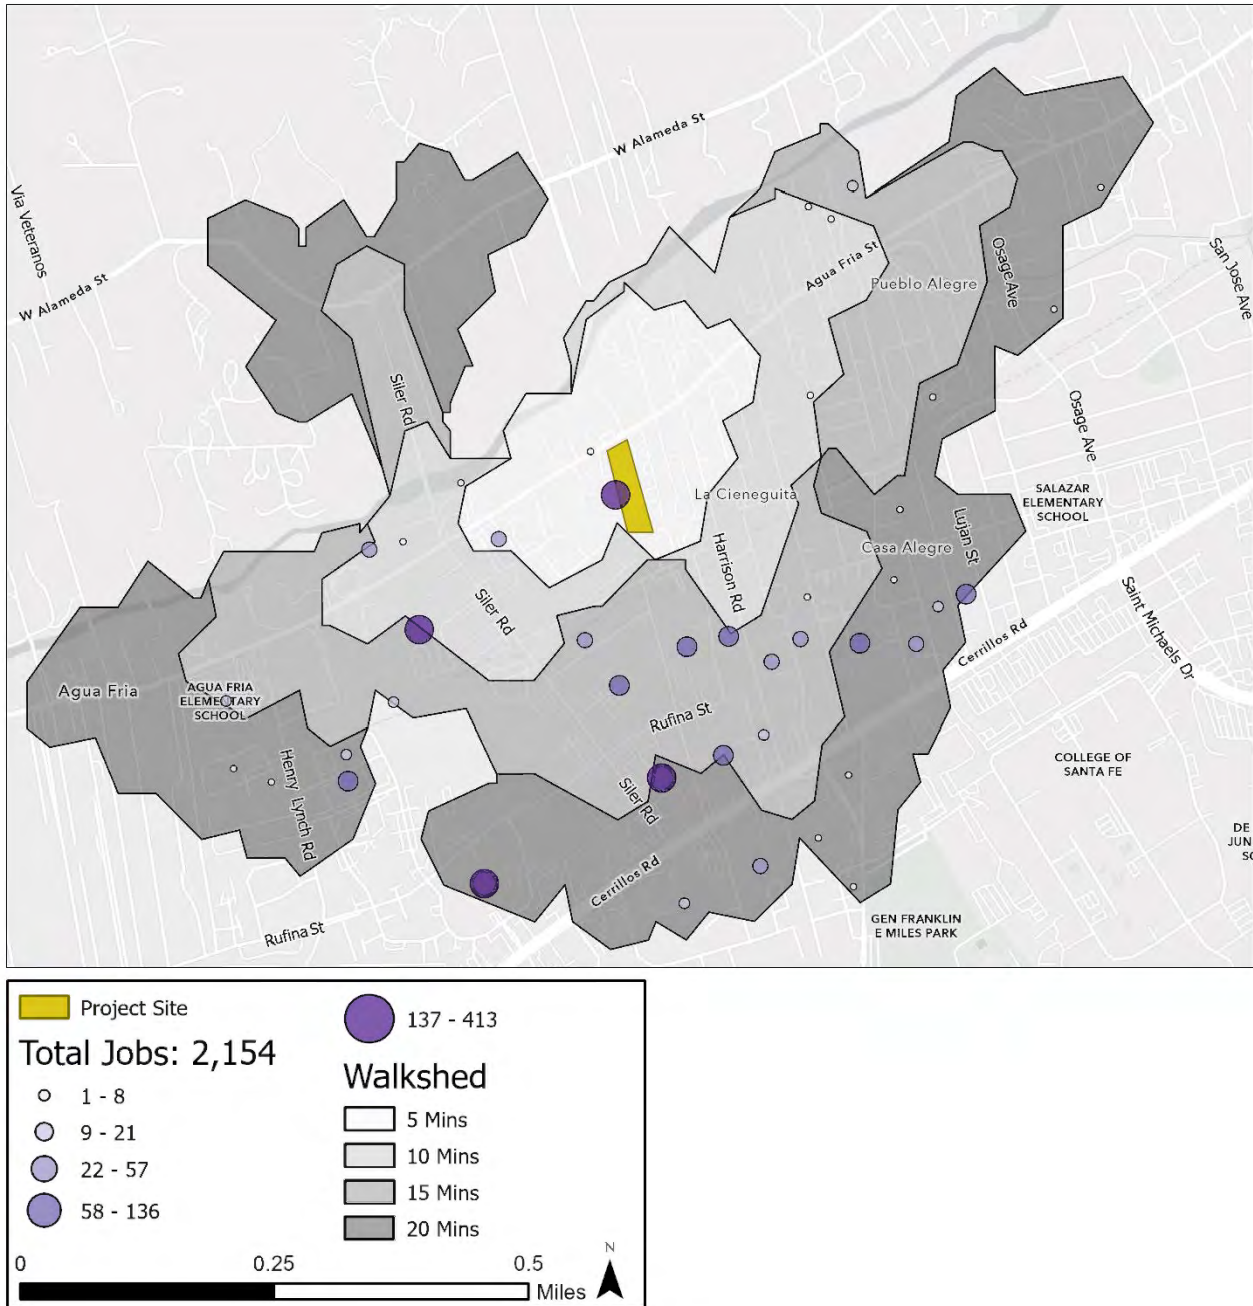 W Alameda St
Via Veteranos
W Alameda St
Agua Fria St
Pueblo Alegre
Osage Ave
San Jose Ave
Siler Rd
Osage Ave
La Cieneguita
SALAZAR
ELEMENTARY
SCHOOL
Lujan St
Casa Alegre
Harrison Rd
Siler Rd
Saint Michaels Dr
Cerrillos Rd
Agua Fria
AGUA FRIA
ELEMENTARY
SCHOOL
Rufina St
Henry Lynch Rd
COLLEGE OF
SANTA FE
Siler Rd
DE
JUN
SC
Cerrillos Rd
GEN FRANKLIN
E MILES PARK
Rufina St
Project Site
Total Jobs: 2,154
1 - 8
9 - 21
22 - 57
58 - 136
137 - 413
Walkshed
5 Mins
10 Mins
15 Mins
20 Mins
0 0.25 0.5
Miles
N